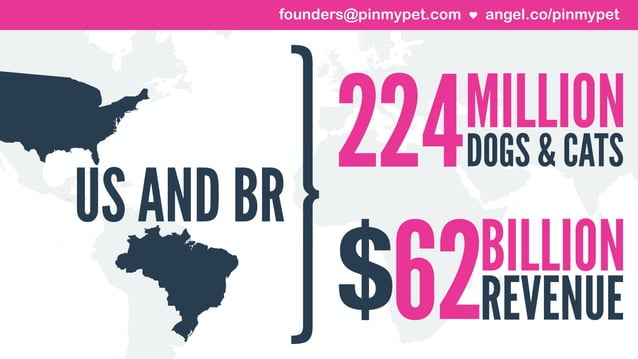 founders@pinmypet.com ♥ angel.co/pinmypet
US AND BR
224 MILLION
DOGS & CATS
$62 BILLION
REVENUE